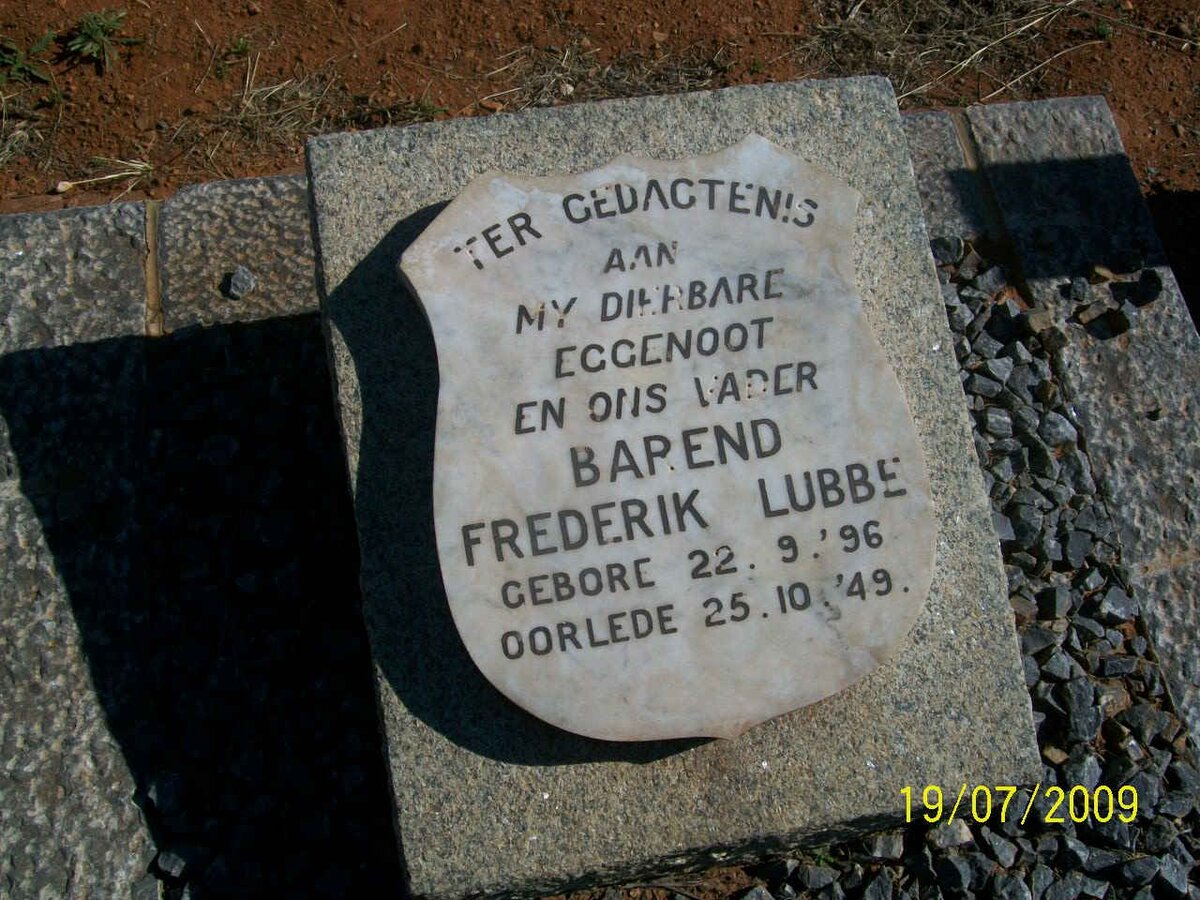 TER GEDAGTENIS
AAN
MY DIERBARE
EGGENOOT
EN ONS VADER
BAREND
FREDERIK LUBBE
GEBORE 22.9.'96
OORLEDE 25.10.'49.
19/07/2009